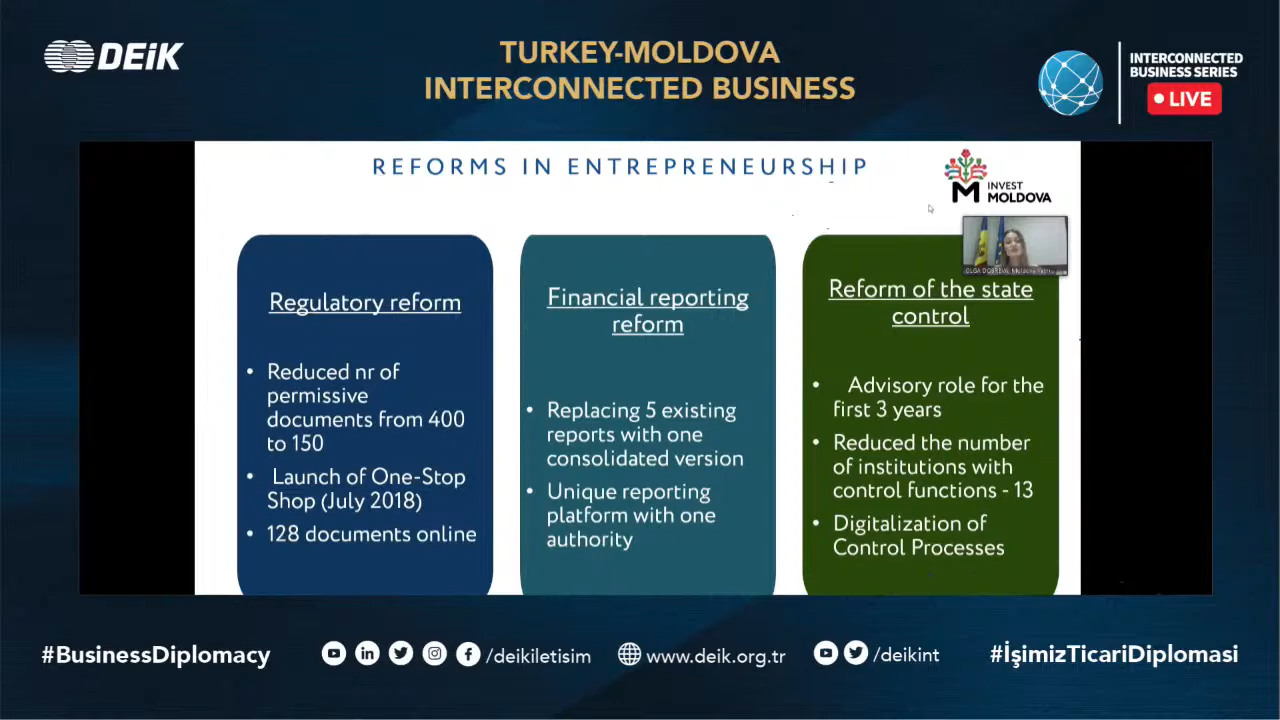 DEiK
TURKEY-MOLDOVA
INTERCONNECTED BUSINESS
INTERCONNECTED
BUSINESS SERIES
LIVE
REFORMS IN ENTREPRENEURSHIP
M INVEST
MOLDOVA
OLGA DOBREVA, Moldova
Regulatory reform
• Reduced nr of
permissive
documents from 400
to 150
• Launch of One-Stop
Shop (July 2018)
• 128 documents online
Financial reporting
reform
• Replacing 5 existing
reports with one
consolidated version
• Unique reporting
platform with one
authority
Reform of the state
control
• Advisory role for the
first 3 years
• Reduced the number
of institutions with
control functions - 13
• Digitalization of
Control Processes
#BusinessDiplomacy
/deikiletisim
www.deik.org.tr
/deikint
#İşimizTicariDiplomasi